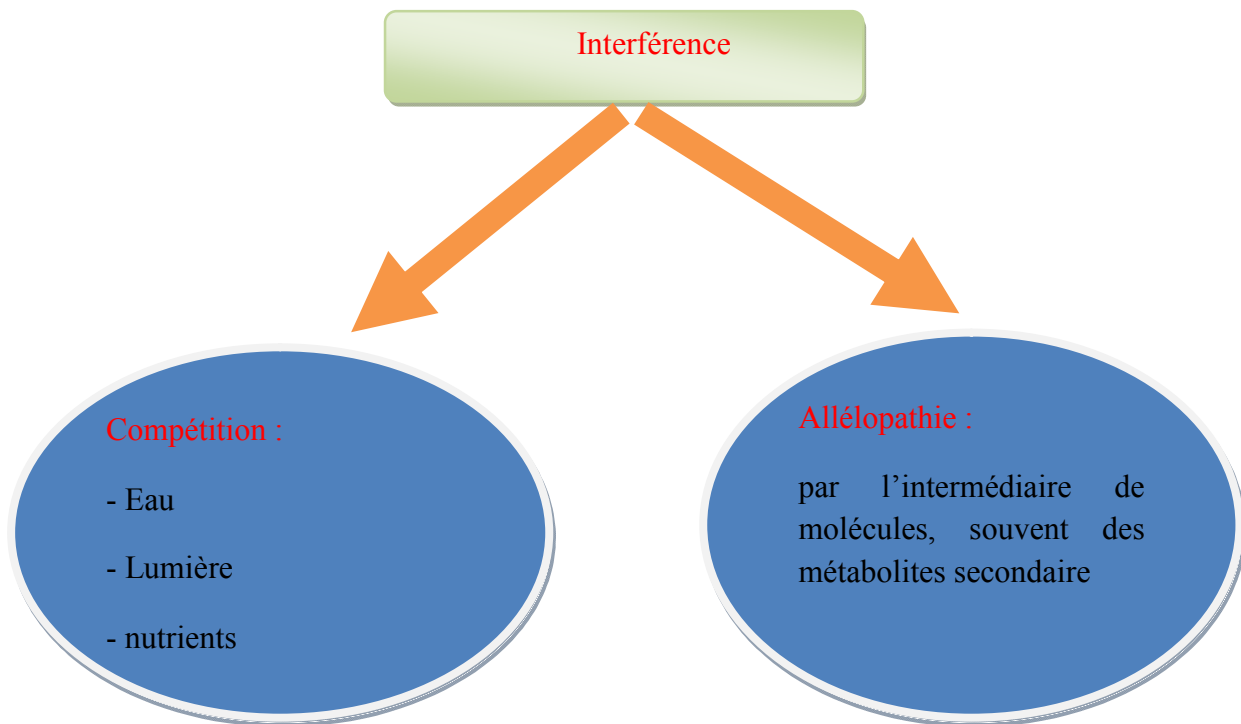 Interférence
Compétition :
- Eau
- Lumière
- nutrients
Allélopathie :
par l’intermédiaire de
molécules, souvent des
métabolites secondaire